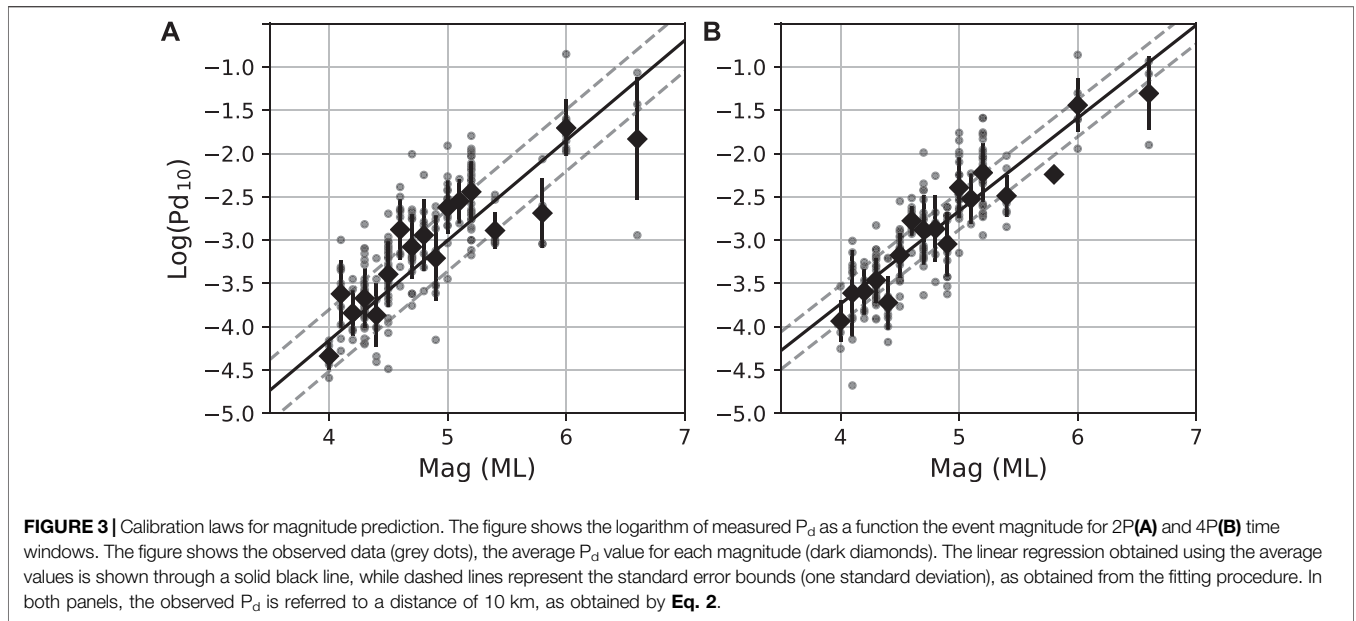 A
B
Log(Pd10)
−1.0
−1.5
−2.0
−2.5
−3.0
−3.5
−4.0
−4.5
−5.0
4
5
6
7
Mag (ML)
−1.0
−1.5
−2.0
−2.5
−3.0
−3.5
−4.0
−4.5
−5.0
4
5
6
7
Mag (ML)
FIGURE 3 | Calibration laws for magnitude prediction. The figure shows the logarithm of measured Pd as a function the event magnitude for 2P(A) and 4P(B) time
windows. The figure shows the observed data (grey dots), the average Pd value for each magnitude (dark diamonds). The linear regression obtained using the average
values is shown through a solid black line, while dashed lines represent the standard error bounds (one standard deviation), as obtained from the fitting procedure. In
both panels, the observed Pd is referred to a distance of 10 km, as obtained by Eq. 2.